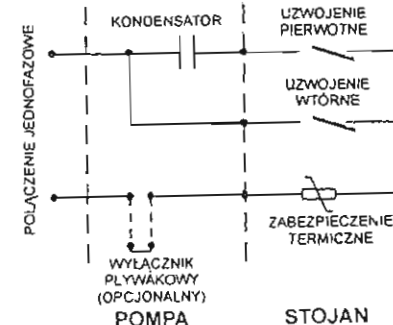 KONDENSATOR
UZWOJENIE
PIERWOTNE
UZWOJENIE
WTÓRNE
POŁĄCZENIE JEDNOFAZOWE
ZABEZPIECZENIE
TERMICZNE
WYŁĄCZNIK
PŁYWAKOWY
(OPCJONALNY)
POMPA
STOJAN